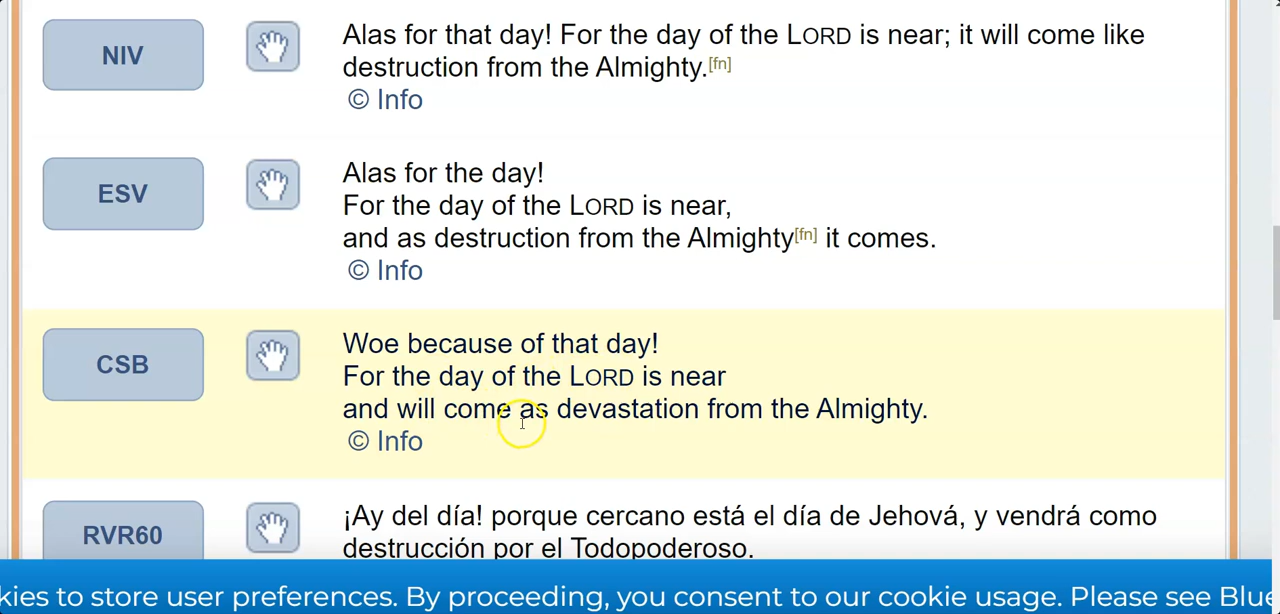 NIV
Alas for that day! For the day of the LORD is near; it will come like
destruction from the Almighty.[fn]
© Info
ESV
Alas for the day!
For the day of the LORD is near,
and as destruction from the Almighty[fn] it comes.
© Info
CSB
Woe because of that day!
For the day of the LORD is near
and will come as devastation from the Almighty.
© Info
RVR60
¡Ay del día! porque cercano está el día de Jehová, y vendrá como
destrucción por el Todopoderoso.
kies to store user preferences. By proceeding, you consent to our cookie usage. Please see Blue